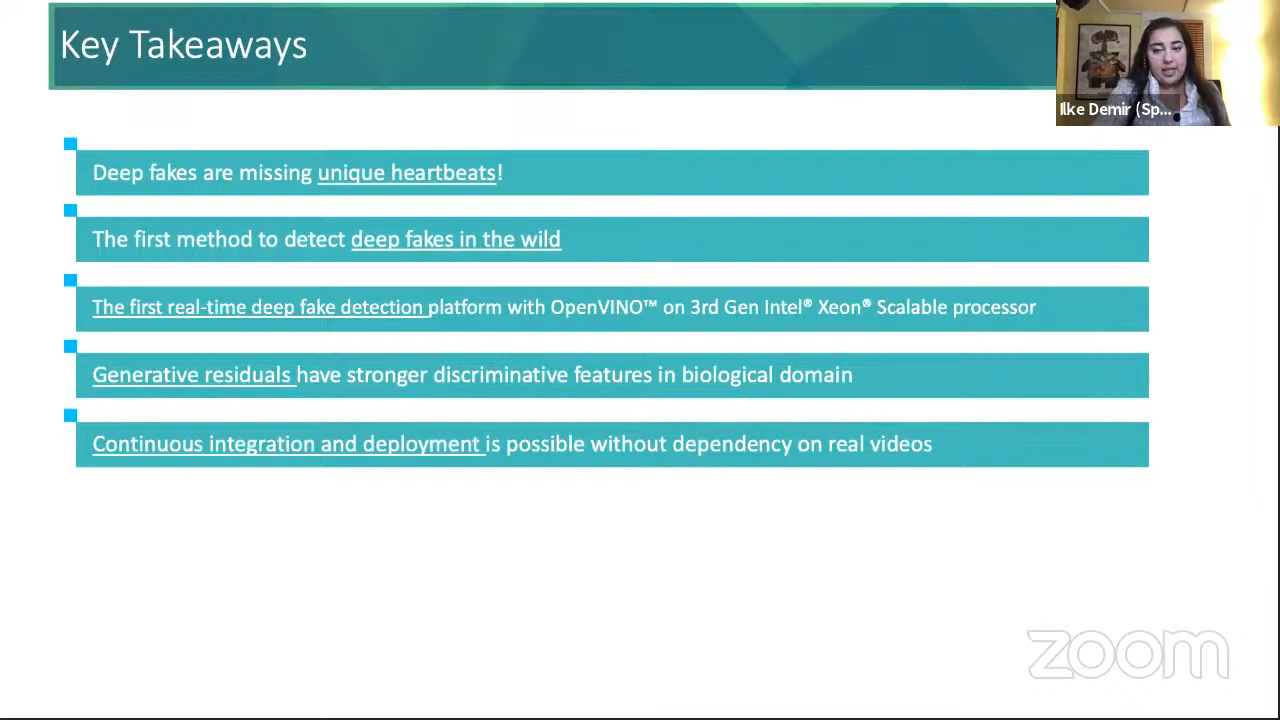 Key Takeaways
Ilke Demir (Sp...
Deep fakes are missing unique heartbeats!
The first method to detect deep fakes in the wild
The first real-time deep fake detection platform with OpenVINO™ on 3rd Gen Intel® Xeon® Scalable processor
Generative residuals have stronger discriminative features in biological domain
Continuous integration and deployment is possible without dependency on real videos
zoom